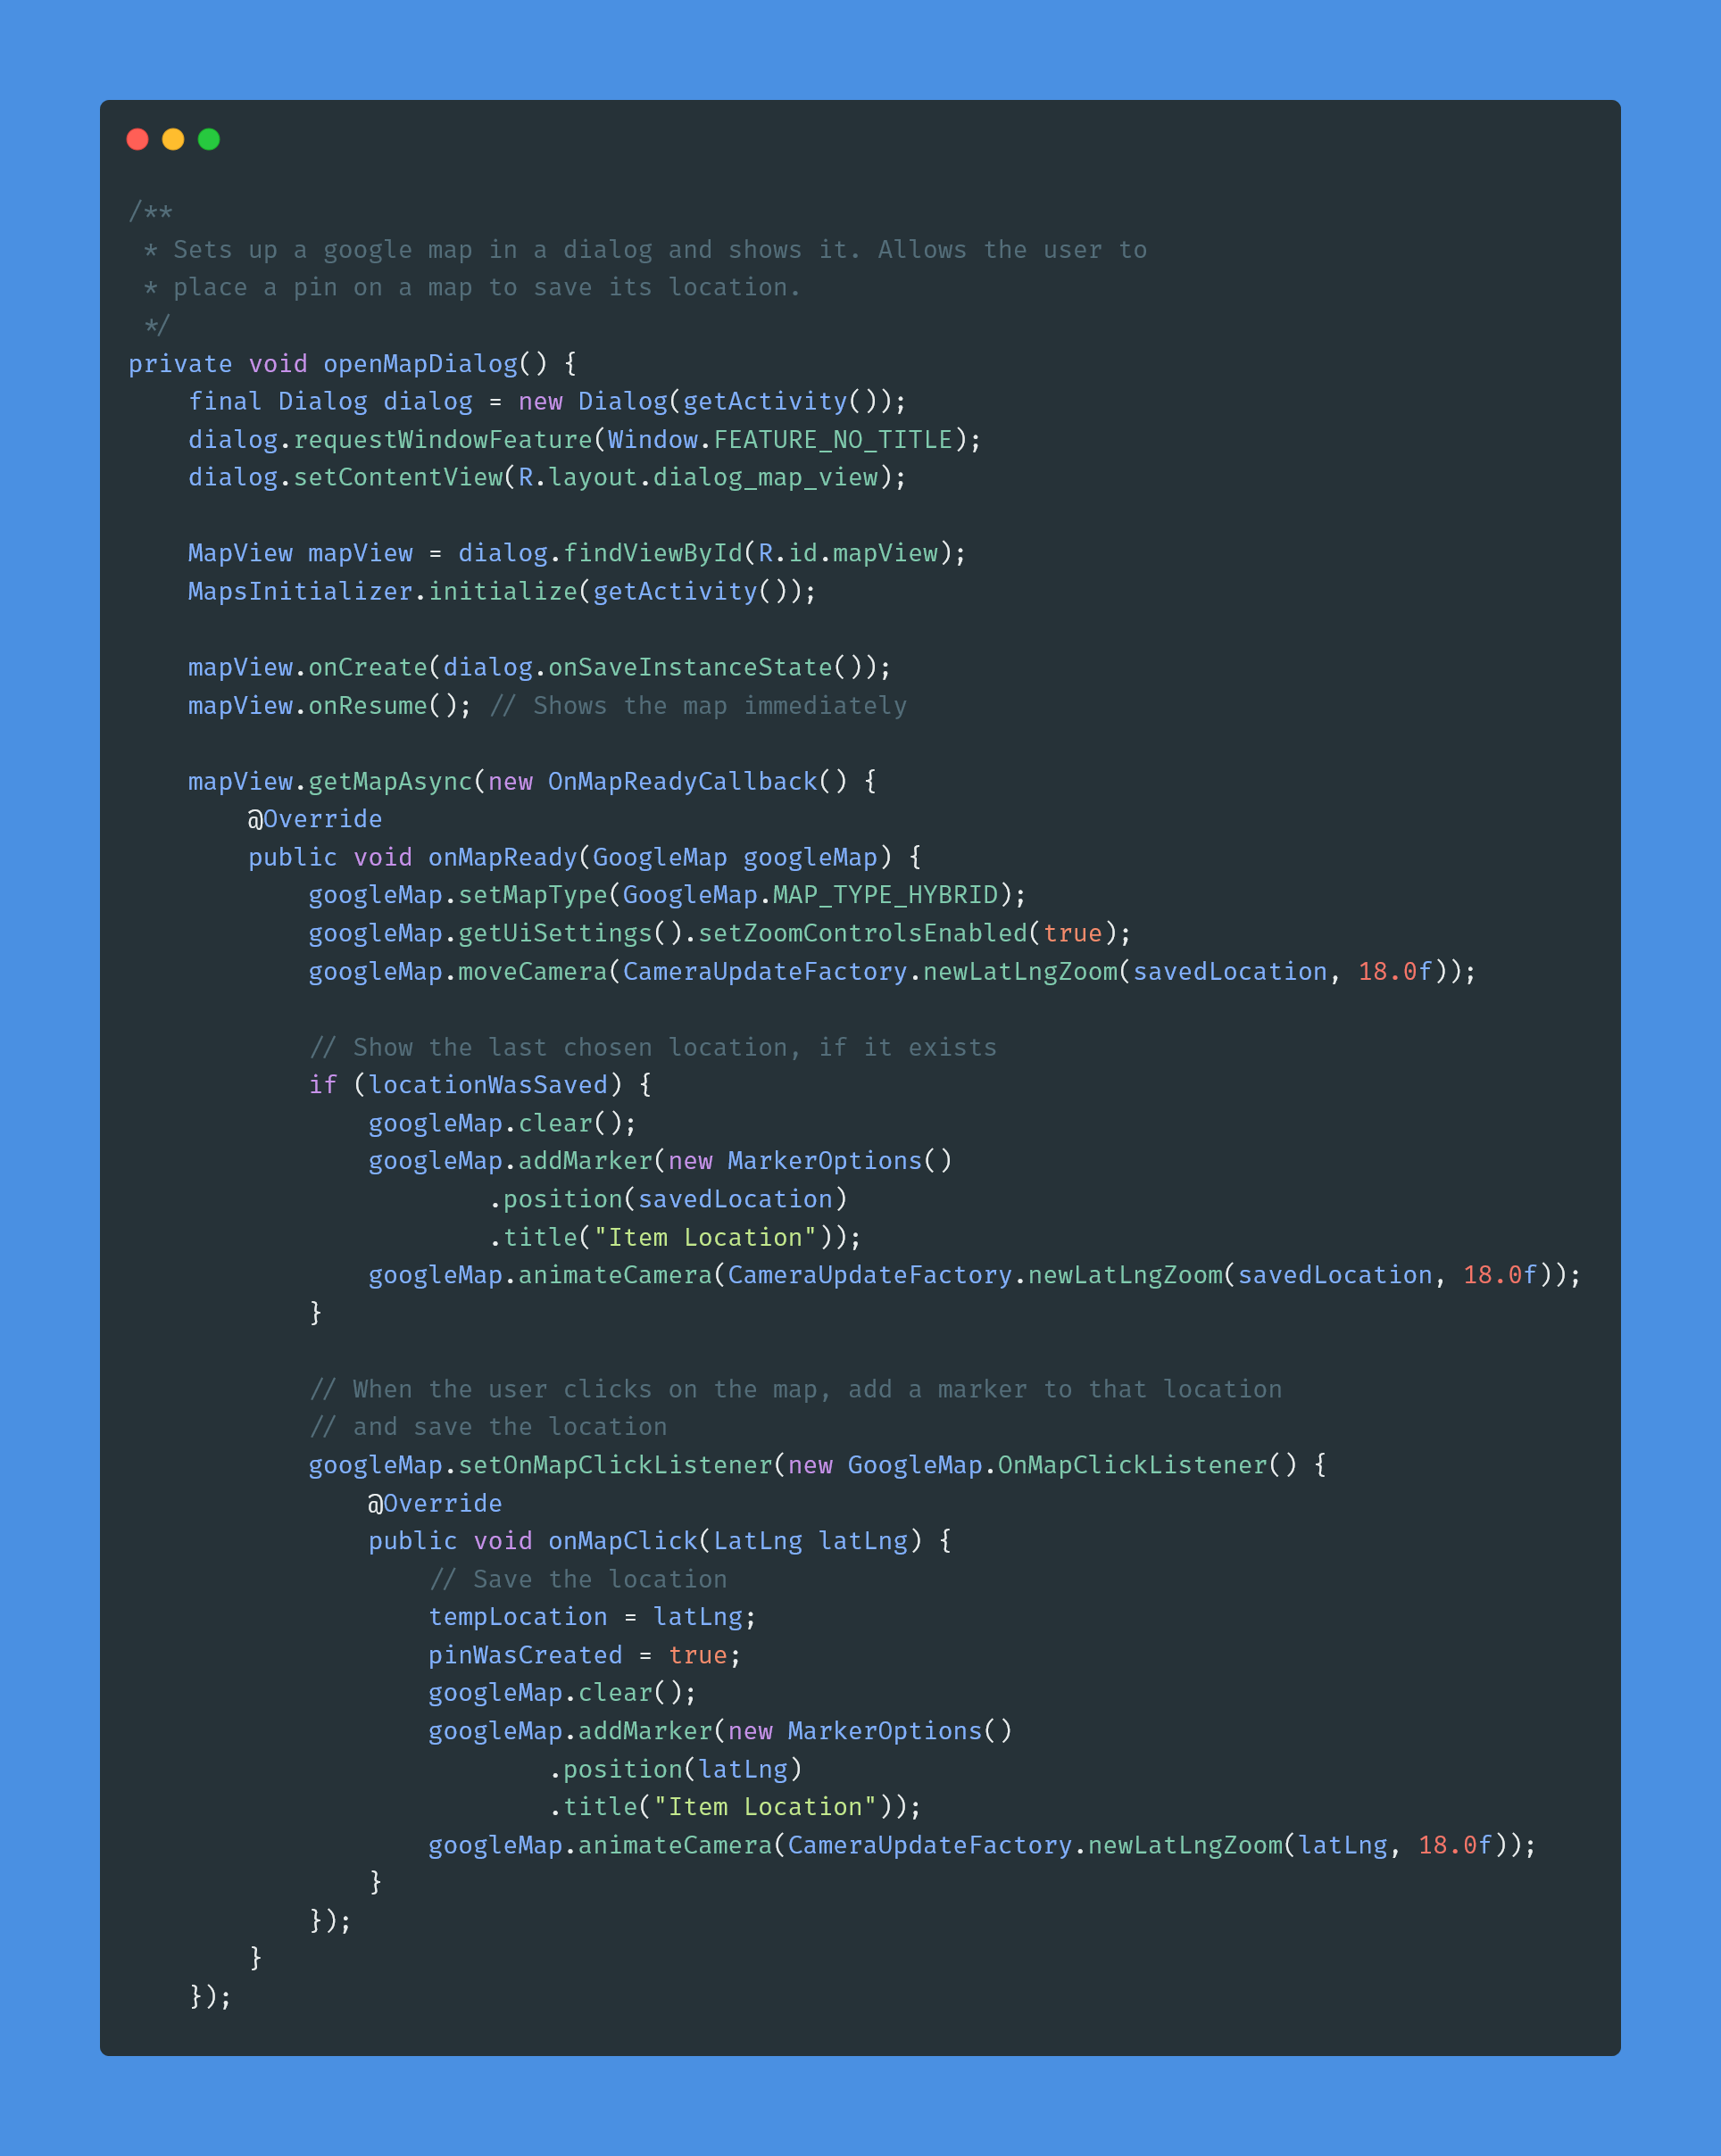 /**
 * Sets up a google map in a dialog and shows it. Allows the user to
 * place a pin on a map to save its location.
 */
private void openMapDialog() {
    final Dialog dialog = new Dialog(getActivity());
    dialog.requestWindowFeature(Window.FEATURE_NO_TITLE);
    dialog.setContentView(R.layout.dialog_map_view);

    MapView mapView = dialog.findViewById(R.id.mapView);
    MapsInitializer.initialize(getActivity());

    mapView.onCreate(dialog.onSaveInstanceState());
    mapView.onResume(); // Shows the map immediately

    mapView.getMapAsync(new OnMapReadyCallback() {
        @Override
        public void onMapReady(GoogleMap googleMap) {
            googleMap.setMapType(GoogleMap.MAP_TYPE_HYBRID);
            googleMap.getUiSettings().setZoomControlsEnabled(true);
            googleMap.moveCamera(CameraUpdateFactory.newLatLngZoom(savedLocation, 18.0f));

            // Show the last chosen location, if it exists
            if (locationWasSaved) {
                googleMap.clear();
                googleMap.addMarker(new MarkerOptions()
                        .position(savedLocation)
                        .title("Item Location"));
                googleMap.animateCamera(CameraUpdateFactory.newLatLngZoom(savedLocation, 18.0f));
            }

            // When the user clicks on the map, add a marker to that location
            // and save the location
            googleMap.setOnMapClickListener(new GoogleMap.OnMapClickListener() {
                @Override
                public void onMapClick(LatLng latLng) {
                    // Save the location
                    tempLocation = latLng;
                    pinWasCreated = true;
                    googleMap.clear();
                    googleMap.addMarker(new MarkerOptions()
                            .position(latLng)
                            .title("Item Location"));
                    googleMap.animateCamera(CameraUpdateFactory.newLatLngZoom(latLng, 18.0f));
                }
            });
        }
    });